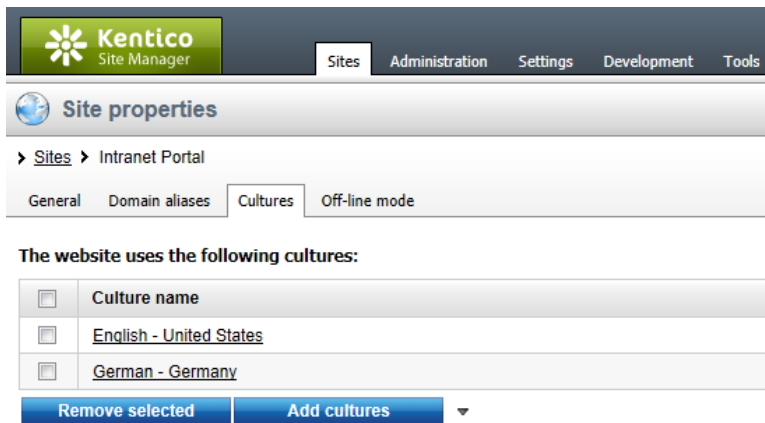 Kentico
Site Manager
Sites Administration Settings Development Tools
Site properties
Sites Intranet Portal
General Domain aliases Cultures Off-line mode
The website uses the following cultures:
Culture name
English - United States
German - Germany
Remove selected Add cultures